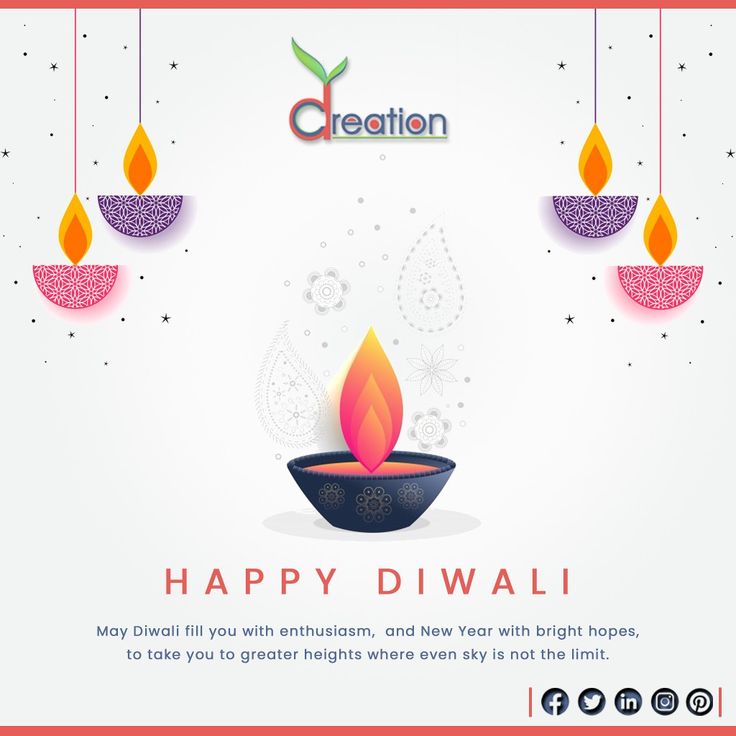 dreation
HAPPY DIWALI
May Diwali fill you with enthusiasm, and New Year with bright hopes,
to take you to greater heights where even sky is not the limit.